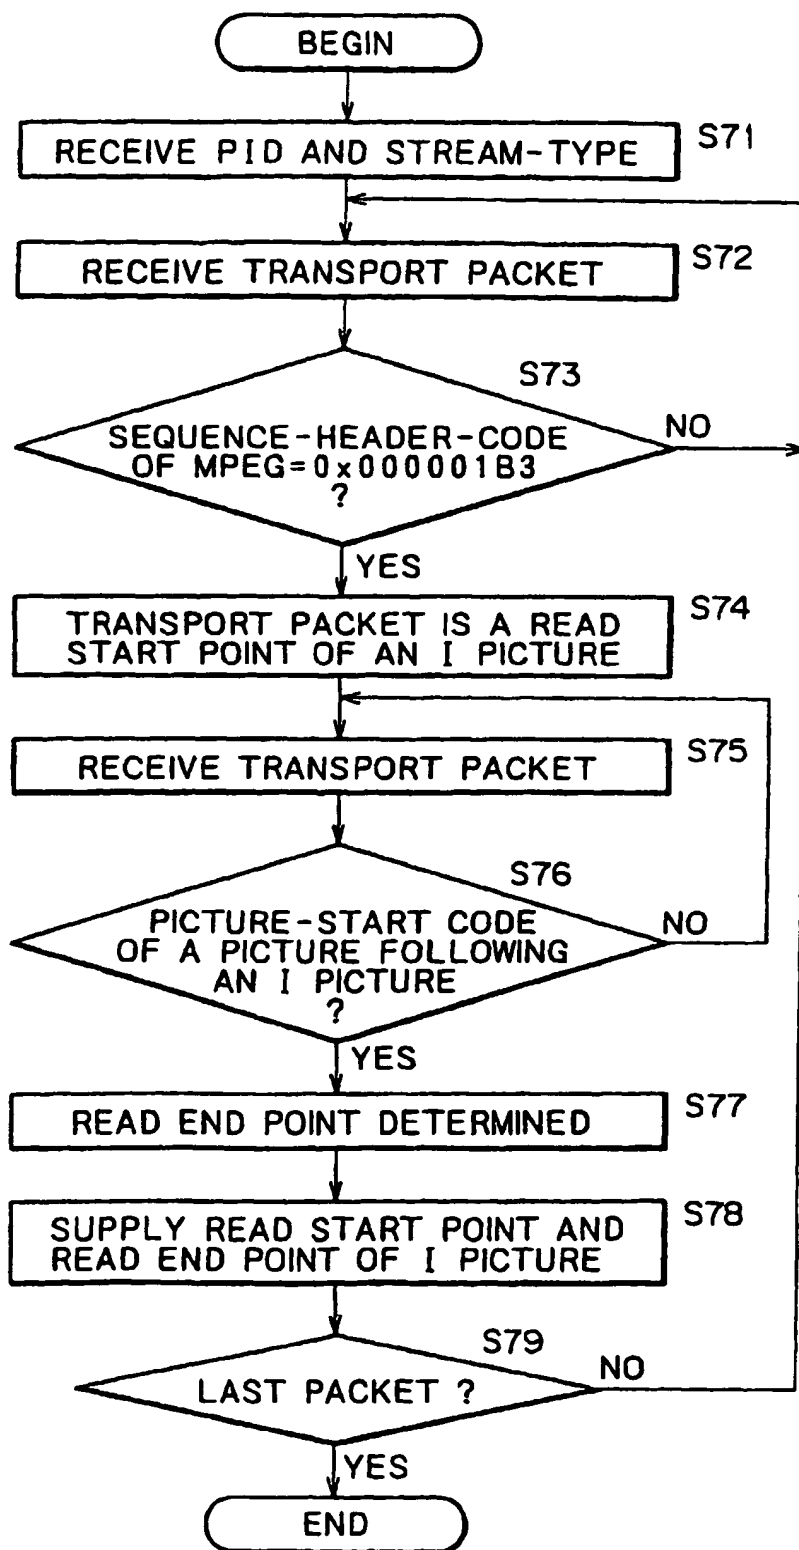 BEGIN
RECEIVE PID AND STREAM-TYPE
S71
RECEIVE TRANSPORT PACKET
S72
S73
SEQUENCE-HEADER-CODE
OF MPEG=0x000001B3
?
NO
YES
TRANSPORT PACKET IS A READ
START POINT OF AN I PICTURE
S74
RECEIVE TRANSPORT PACKET
S75
S76
PICTURE-START CODE
OF A PICTURE FOLLOWING
AN I PICTURE
?
NO
YES
READ END POINT DETERMINED
S77
SUPPLY READ START POINT AND
READ END POINT OF I PICTURE
S78
S79
LAST PACKET ?
NO
YES
END